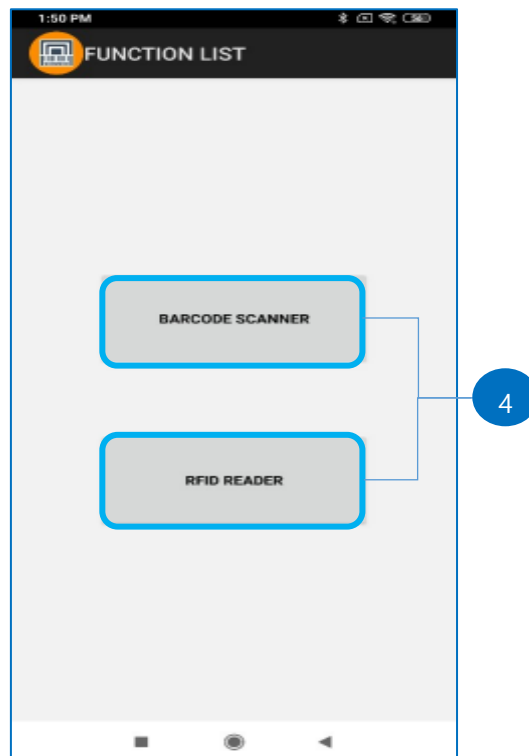 1:50 PM
FUNCTION LIST
BARCODE SCANNER
4
RFID READER